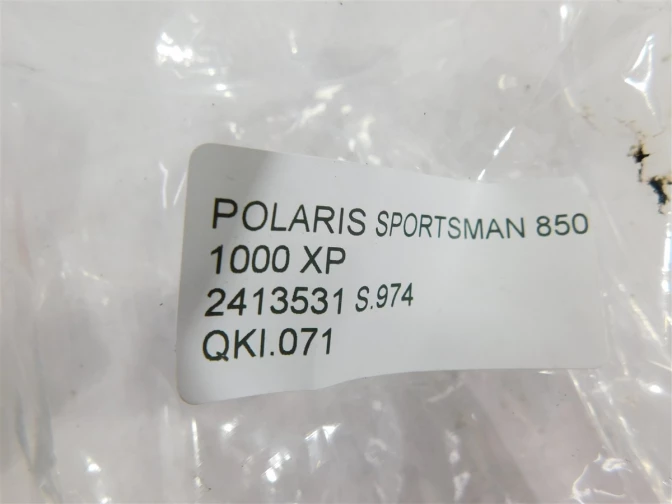 POLARIS SPORTSMAN 850
1000 XP
2413531 S.974
QKI.071